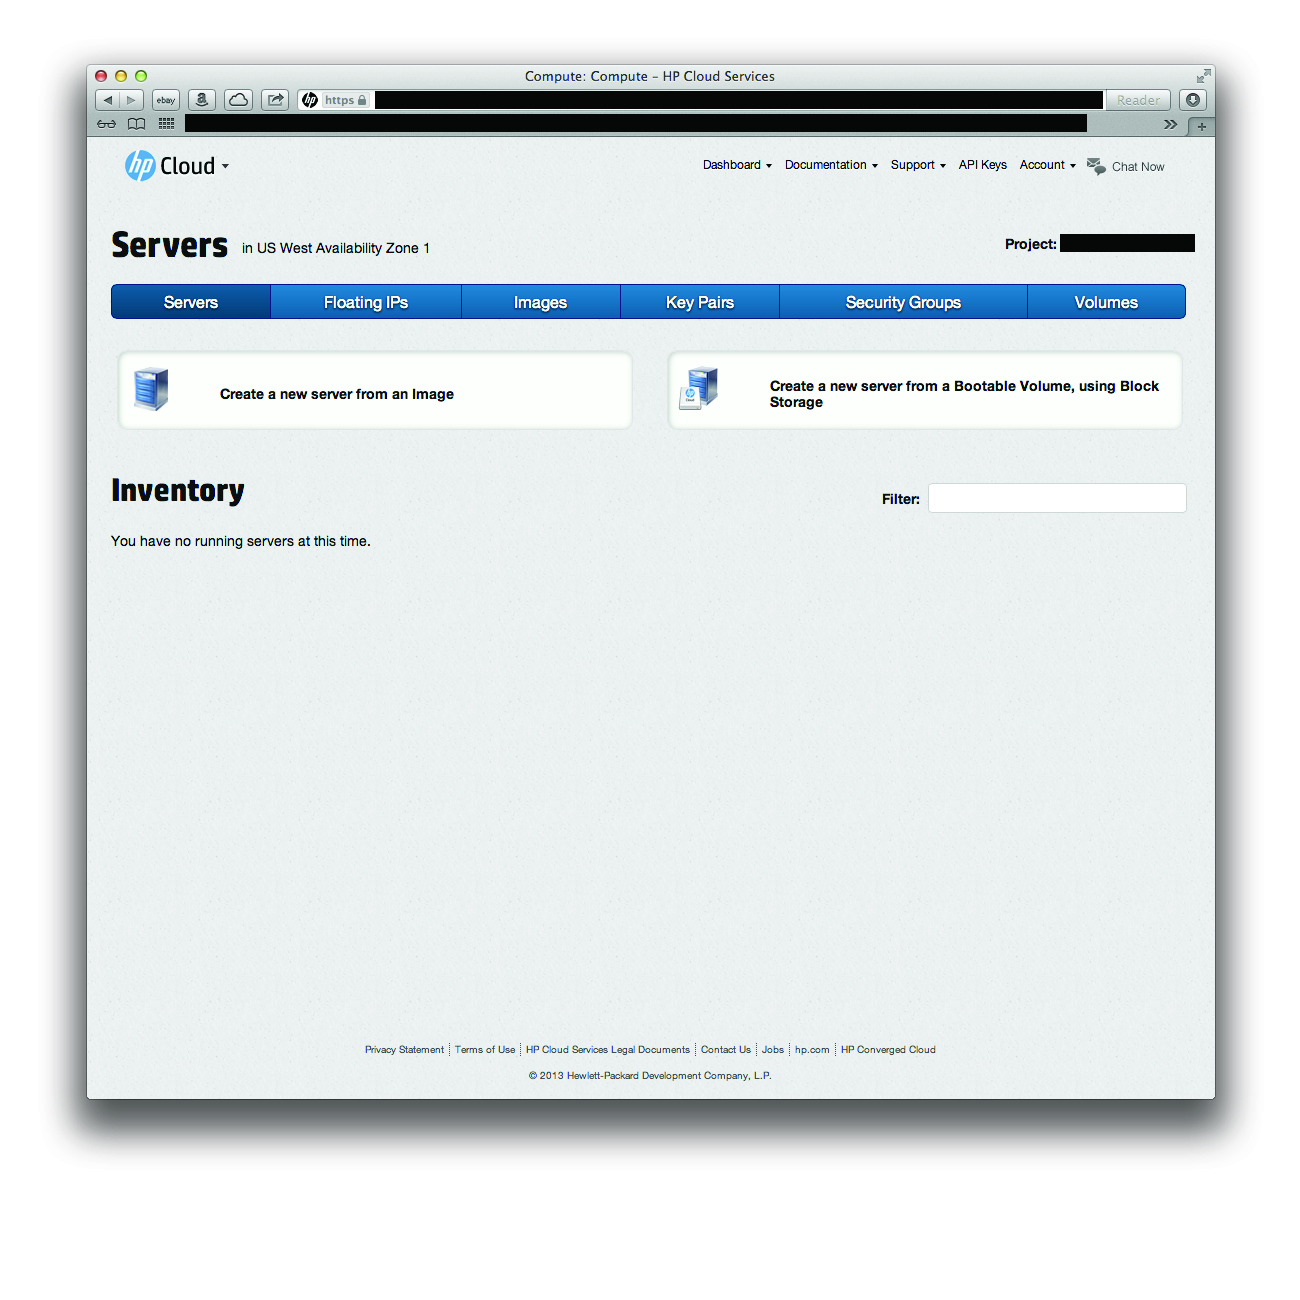 Compute: Compute – HP Cloud Services
ebay
a
hp
https
Reader
hp Cloud
Dashboard
Documentation
Support
API Keys
Account
Chat Now
Servers in US West Availability Zone 1
Project:
Servers
Floating IPs
Images
Key Pairs
Security Groups
Volumes
Create a new server from an Image
Create a new server from a Bootable Volume, using Block
Storage
Inventory
Filter:
You have no running servers at this time.
Privacy Statement
Terms of Use
HP Cloud Services Legal Documents
Contact Us
Jobs
hp.com
HP Converged Cloud
© 2013 Hewlett-Packard Development Company, L.P.